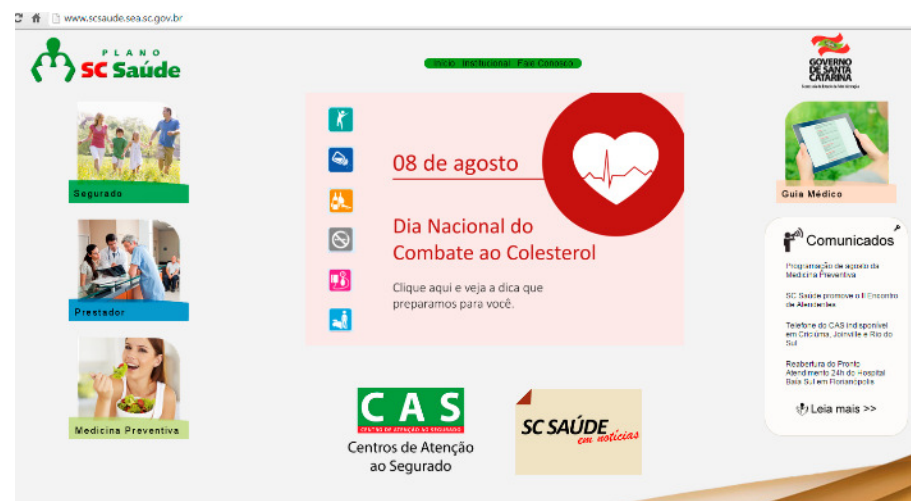 www.scsaude.sea.sc.gov.br
PLANO
SC Saúde
Início Institucional Fale Conosco
GOVERNO
DE SANTA
CATARINA
Segurado
08 de agosto
Dia Nacional do
Combate ao Colesterol
Clique aqui e veja a dica que
preparamos para você.
Guia Médico
Prestador
Comunicados
Programação de agosto da
Medicina Preventiva
SC Saúde promove o II Encontro
de Atendentes
Telefone do CAS indisponível
em Criciúma, Joinville e Rio do
Sul
Reabertura do Pronto
Atendimento 24h do Hospital
Baía Sul em Florianópolis
Leia mais >>
Medicina Preventiva
CAS
CENTRO DE ATENÇÃO AO SEGURADO
Centros de Atenção
ao Segurado
SC SAÚDE
em notícias